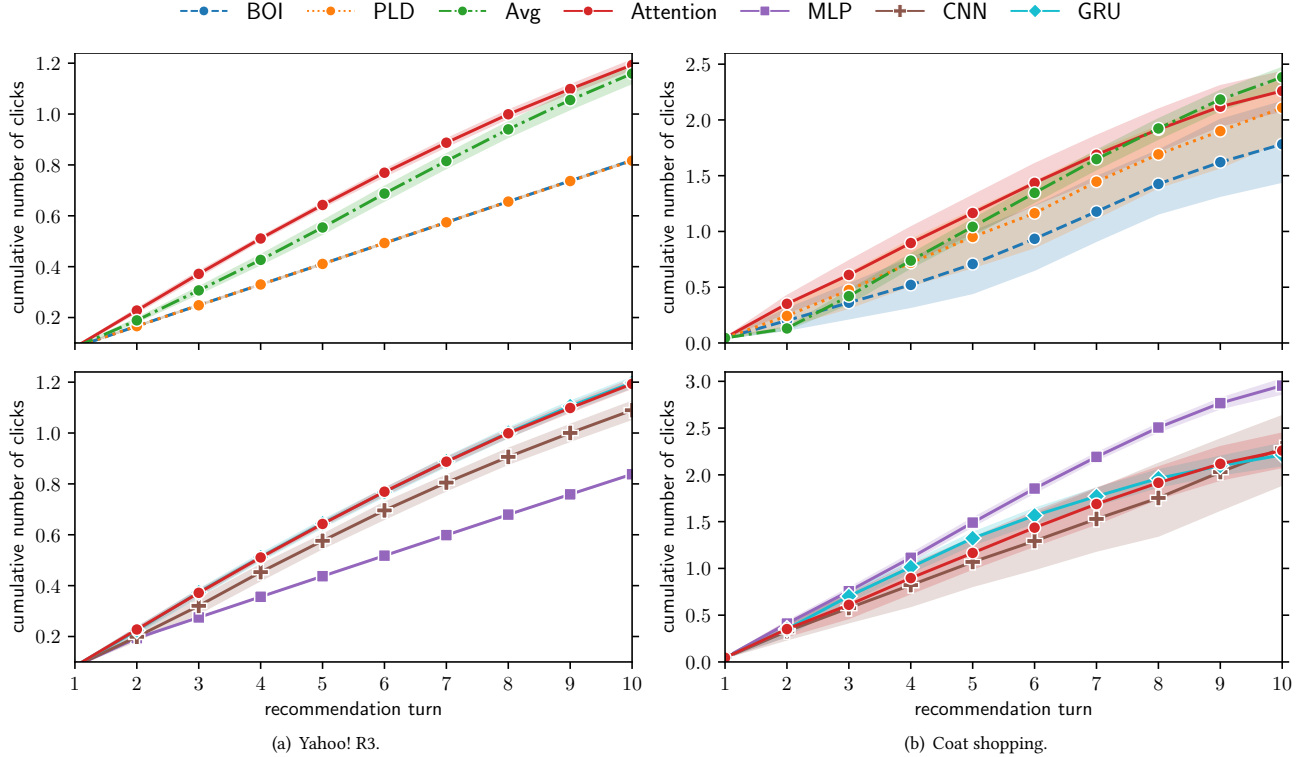 BOI PLD Avg Attention MLP CNN GRU
cumulative number of clicks
1.2
1.0
0.8
0.6
0.4
0.2
cumulative number of clicks
2.5
2.0
1.5
1.0
0.5
0.0
cumulative number of clicks
1.2
1.0
0.8
0.6
0.4
0.2
1 2 3 4 5 6 7 8 9 10
recommendation turn
(a) Yahoo! R3.
cumulative number of clicks
3.0
2.5
2.0
1.5
1.0
0.5
0.0
1 2 3 4 5 6 7 8 9 10
recommendation turn
(b) Coat shopping.